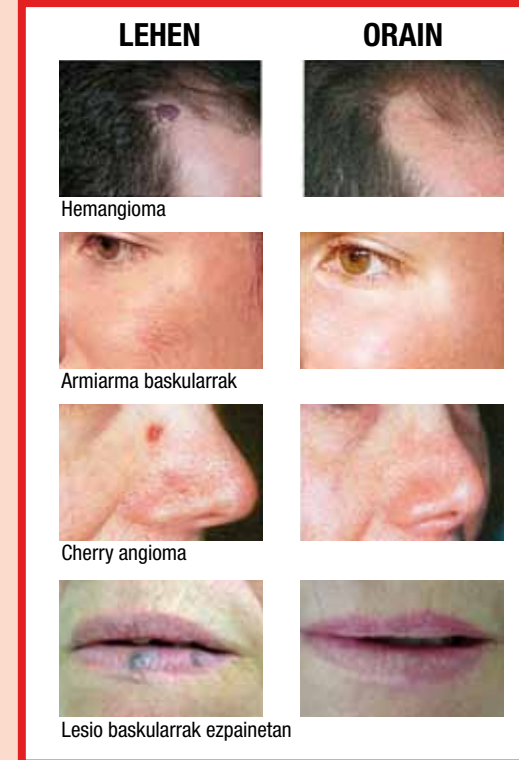 LEHEN ORAIN
Hemangioma
Armiarma baskularrak
Cherry angioma
Lesio baskularrak ezpainetan